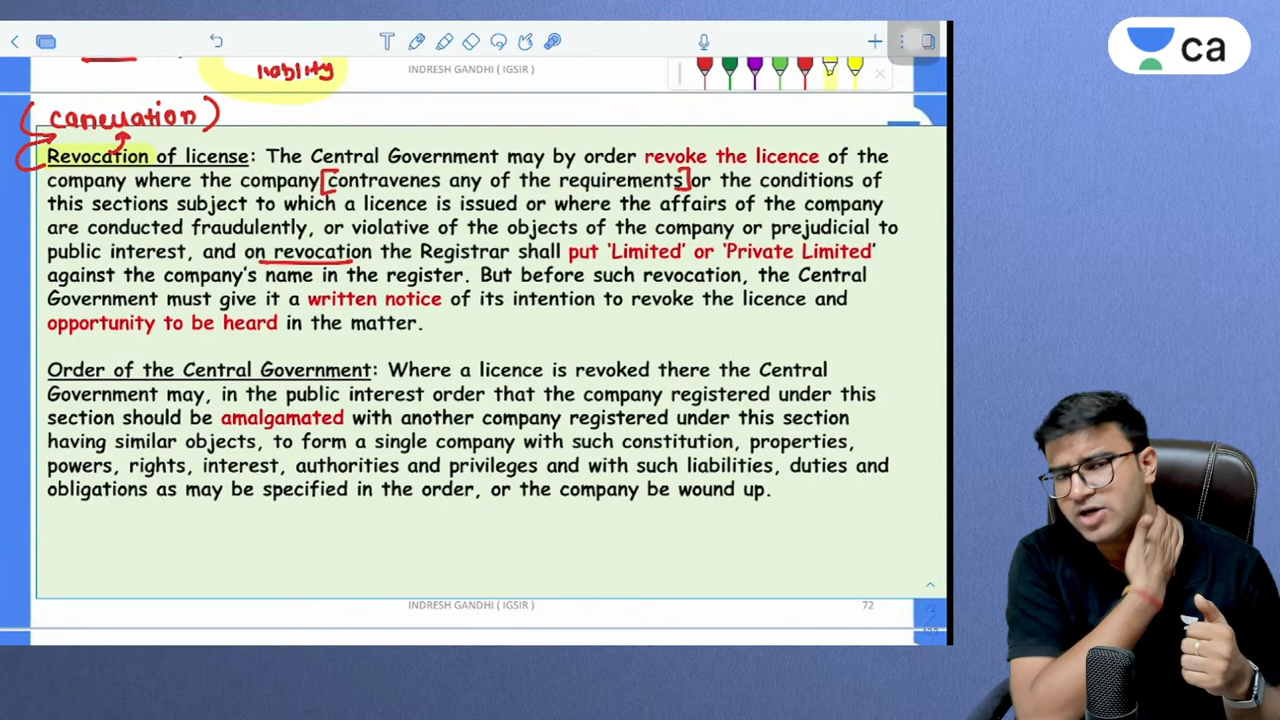 ca
liability
INDRESH GANDHI ( IGSIR )
(cancellation)
Revocation of license: The Central Government may by order revoke the licence of the
company where the company [contravenes any of the requirements] or the conditions of
this sections subject to which a licence is issued or where the affairs of the company
are conducted fraudulently, or violative of the objects of the company or prejudicial to
public interest, and on revocation the Registrar shall put ‘Limited’ or ‘Private Limited’
against the company’s name in the register. But before such revocation, the Central
Government must give it a written notice of its intention to revoke the licence and
opportunity to be heard in the matter.
Order of the Central Government: Where a licence is revoked there the Central
Government may, in the public interest order that the company registered under this
section should be amalgamated with another company registered under this section
having similar objects, to form a single company with such constitution, properties,
powers, rights, interest, authorities and privileges and with such liabilities, duties and
obligations as may be specified in the order, or the company be wound up.
INDRESH GANDHI ( IGSIR )
72